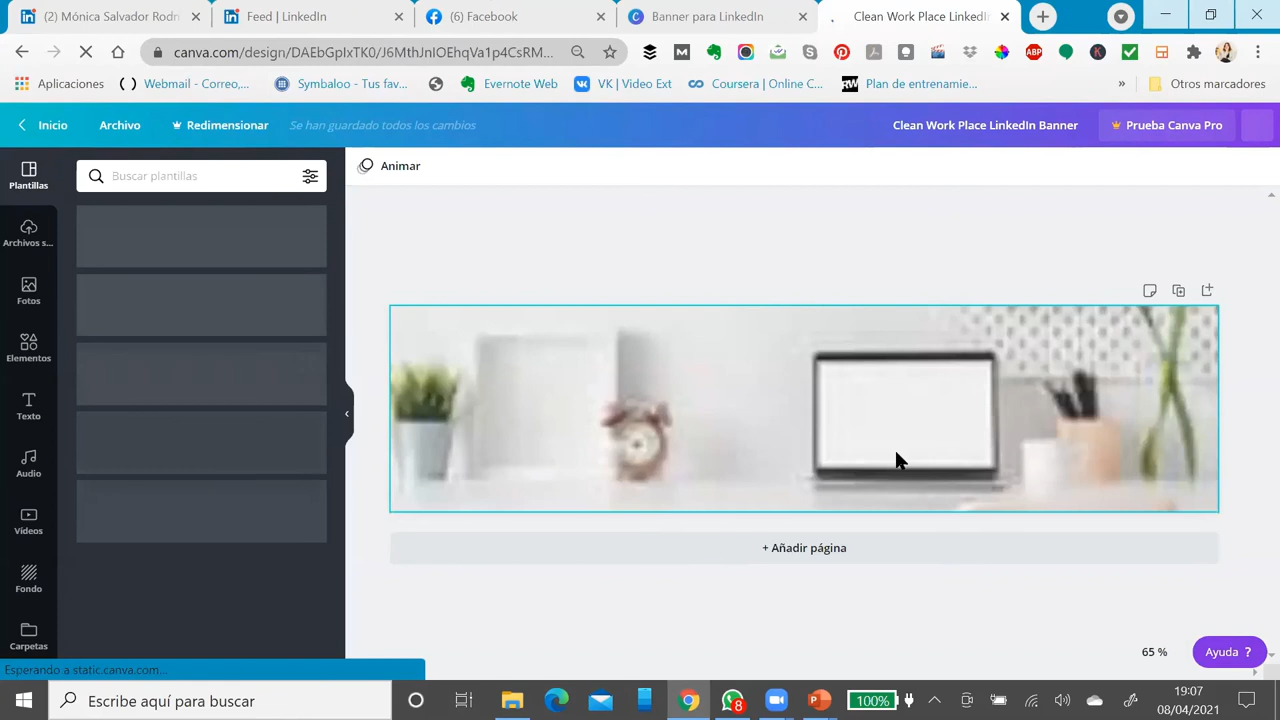 (2) Mónica Salvador Rodr
Feed | LinkedIn
(6) Facebook
Banner para LinkedIn
Clean Work Place LinkedIn
canva.com/design/DAEbGpIxTK0/J6MthJnIOEhqVa1p4CsRM...
Aplicaciones
Webmail - Correo,...
Symbaloo - Tus fav...
Evernote Web
VK | Video Ext
Coursera | Online C...
Plan de entrenamie...
»
Otros marcadores
Inicio
Archivo
Redimensionar
Se han guardado todos los cambios
Clean Work Place LinkedIn Banner
Prueba Canva Pro
Plantillas
Buscar plantillas
Animar
Archivos s...
Fotos
Elementos
Texto
Audio
Vídeos
Fondo
Carpetas
+ Añadir página
65 %
Ayuda ?
Esperando a static.canva.com...
Escribe aquí para buscar
8
100%
19:07
08/04/2021